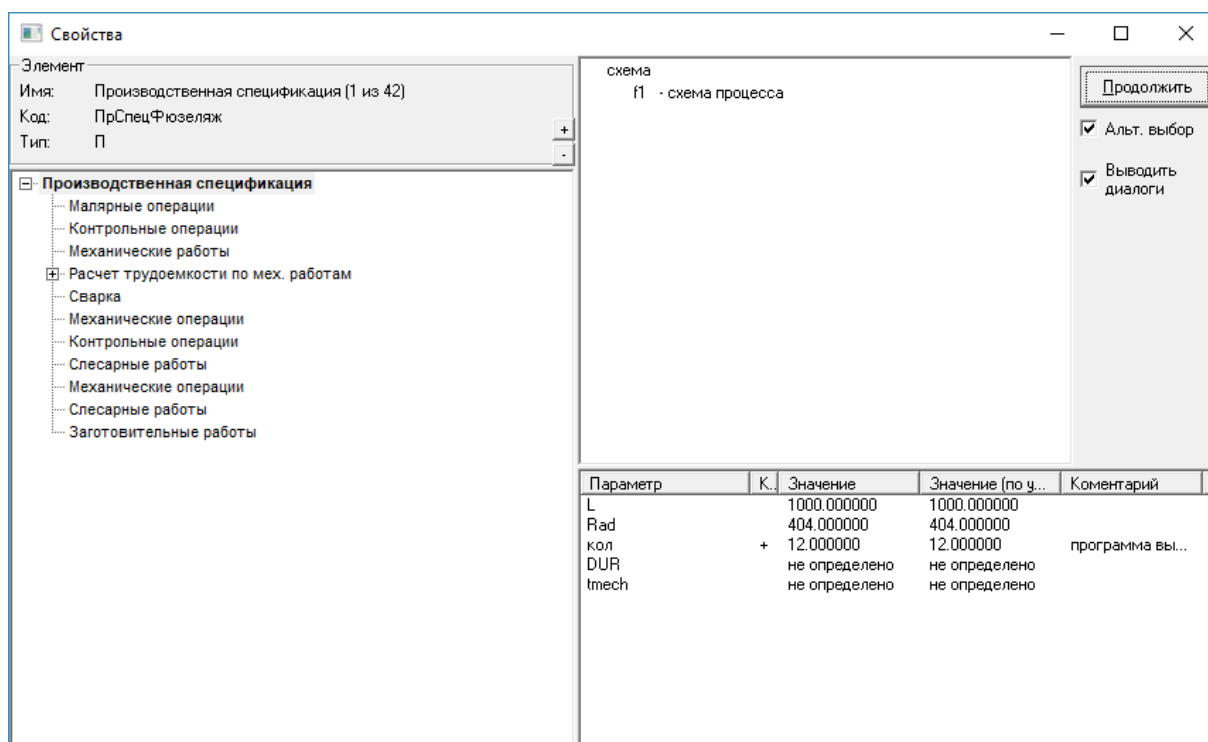 Свойства
Элемент
Имя: Производственная спецификация (1 из 42)
Код: ПрСпецФюзеляж
Тип: П
+
-
Производственная спецификация
Малярные операции
Контрольные операции
Механические работы
Расчет трудоемкости по мех. работам
Сварка
Механические операции
Контрольные операции
Слесарные работы
Механические операции
Слесарные работы
Заготовительные работы
схема
f1 - схема процесса
Продолжить
Альт. выбор
Выводить
диалоги
Параметр К.. Значение Значение (по у... Коментарий
L 1000.000000 1000.000000
Rad 404.000000 404.000000
кол + 12.000000 12.000000 программа вы...
DUR не определено не определено
tmech не определено не определено